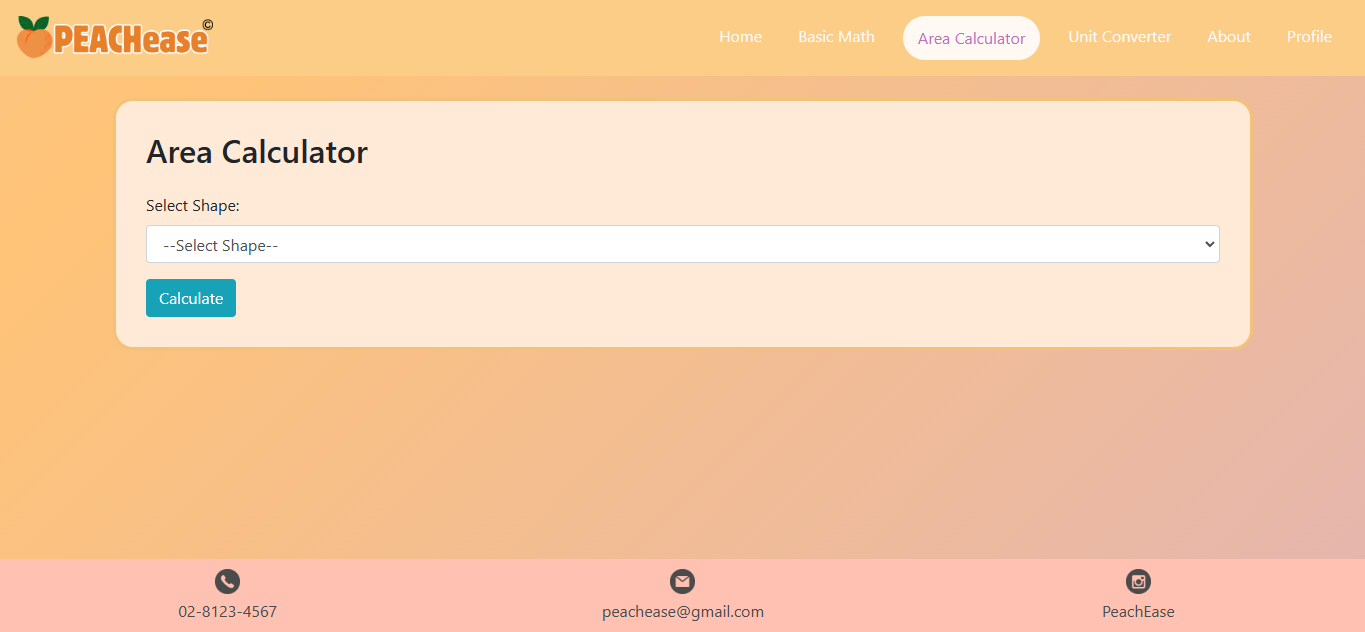 PEACHease©
Home Basic Math Area Calculator Unit Converter About Profile
Area Calculator
Select Shape:
--Select Shape--
Calculate
02-8123-4567 peachease@gmail.com PeachEase